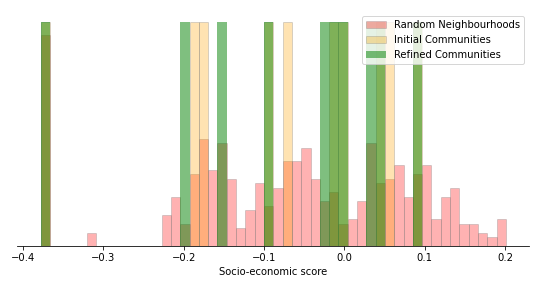 Random Neighbourhoods
Initial Communities
Refined Communities
−0.4 −0.3 −0.2 −0.1 0.0 0.1 0.2
Socio-economic score